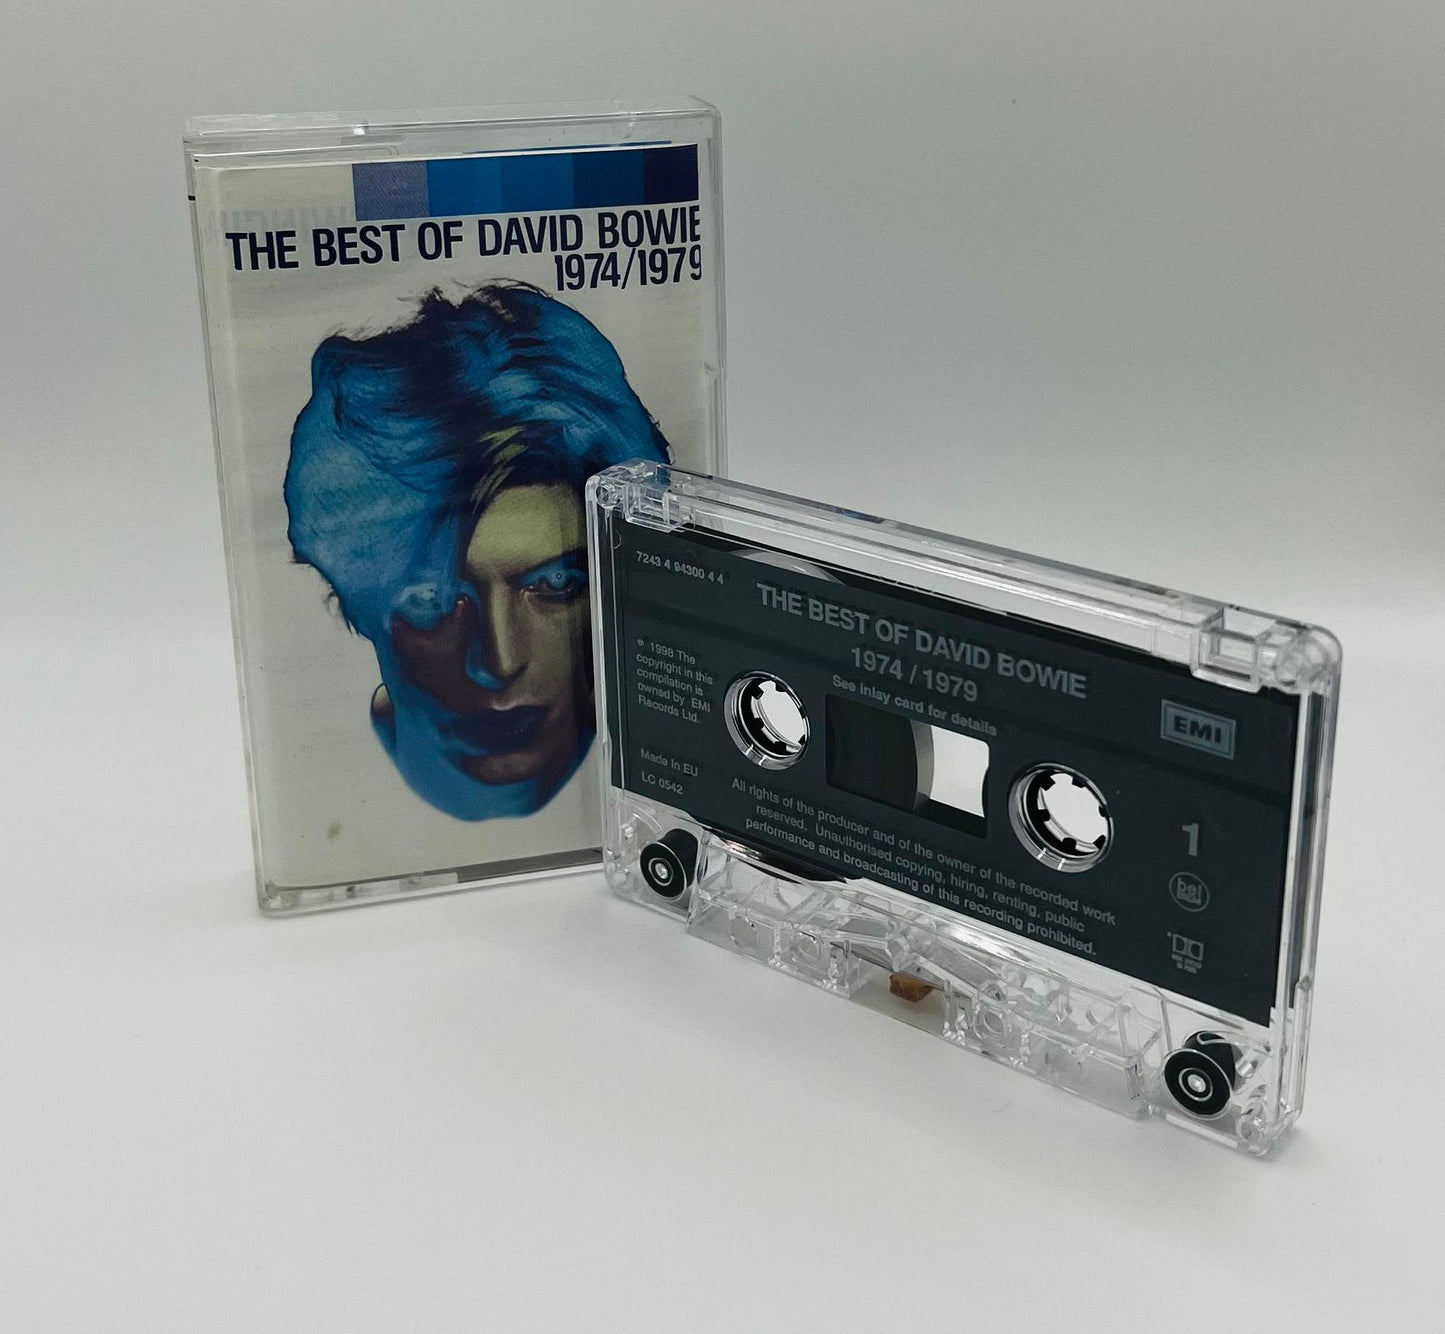 THE BEST OF DAVID BOWIE
1974/1979
7243 4 94300 4 4
THE BEST OF DAVID BOWIE
1974 / 1979
See inlay card for details
℗ 1998 The
copyright in this
compilation is
owned by EMI
Records Ltd.
Made in EU
LC 0542
EMI
1
All rights of the producer and of the owner of the recorded work
reserved. Unauthorised copying, hiring, renting, public
performance and broadcasting of this recording prohibited.